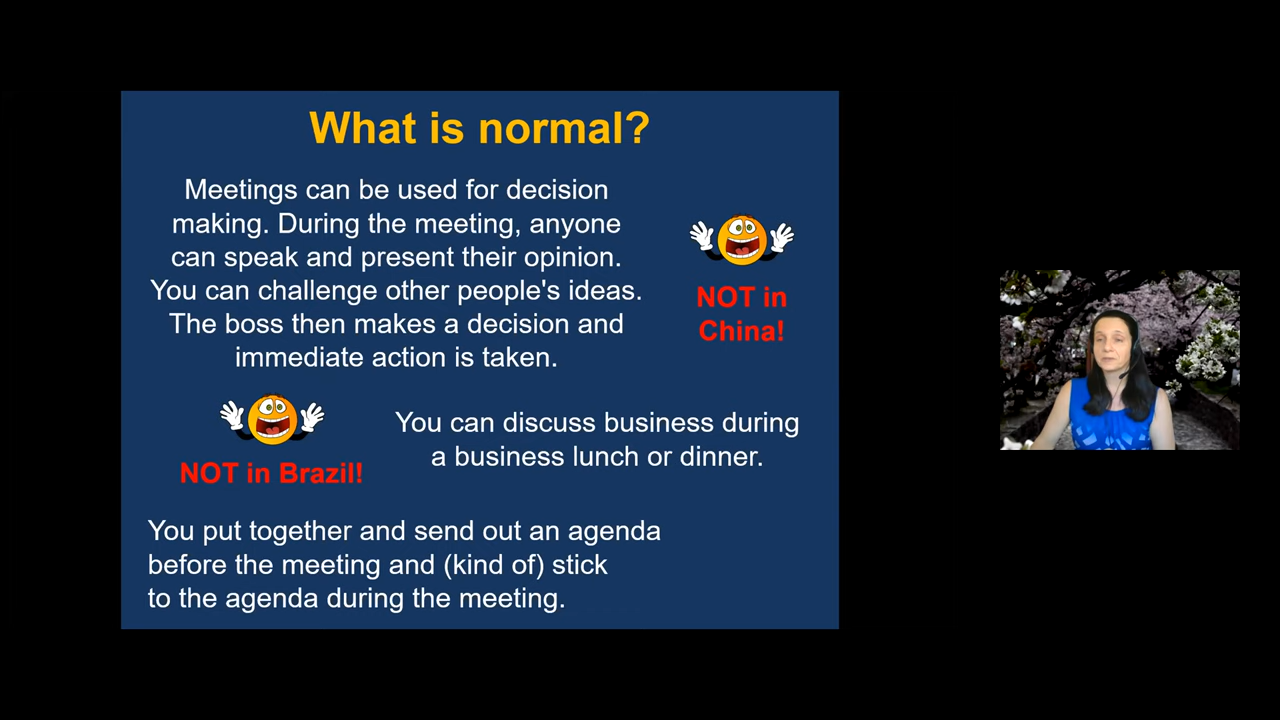 What is normal?
Meetings can be used for decision
making. During the meeting, anyone
can speak and present their opinion.
You can challenge other people's ideas.
The boss then makes a decision and
immediate action is taken.
NOT in
China!
You can discuss business during
a business lunch or dinner.
NOT in Brazil!
You put together and send out an agenda
before the meeting and (kind of) stick
to the agenda during the meeting.